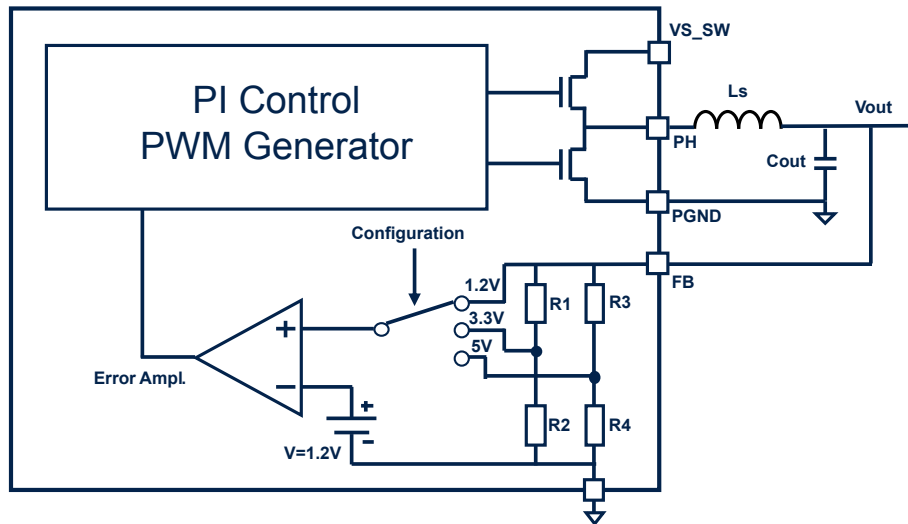 VS_SW
PI Control
PWM Generator
Ls
Vout
PH
Cout
PGND
Configuration
FB
1.2V
R1
R3
3.3V
5V
+
−
Error Ampl.
+
-
R2
R4
V=1.2V